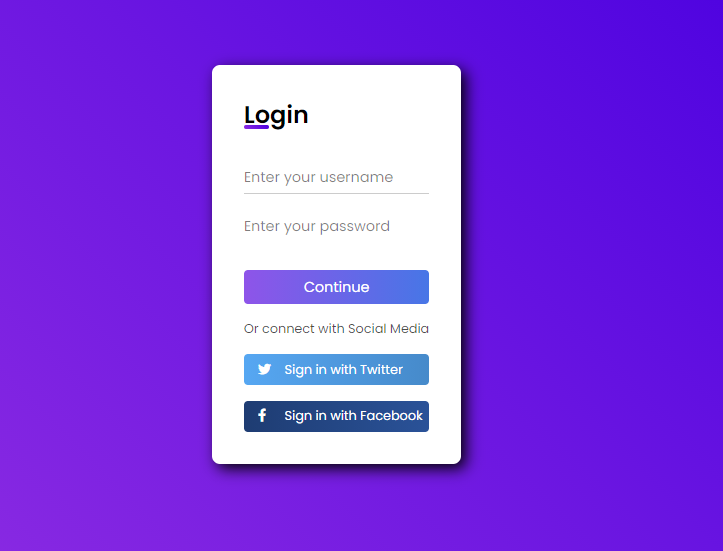 Login
Enter your username
Enter your password
Continue
Or connect with Social Media
Sign in with Twitter
Sign in with Facebook